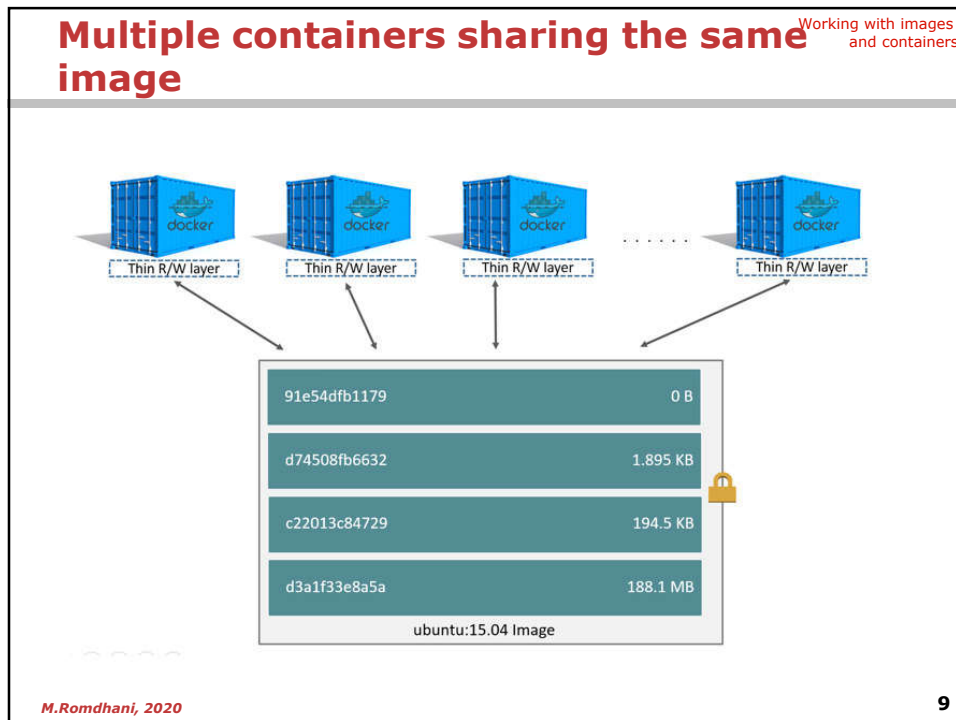 Multiple containers sharing the same
image
Working with images
and containers
docker
docker
docker
docker
. . . . . .
Thin R/W layer
Thin R/W layer
Thin R/W layer
Thin R/W layer
91e54dfb1179 0 B
d74508fb6632 1.895 KB
c22013c84729 194.5 KB
d3a1f33e8a5a 188.1 MB
ubuntu:15.04 Image
M.Romdhani, 2020
9